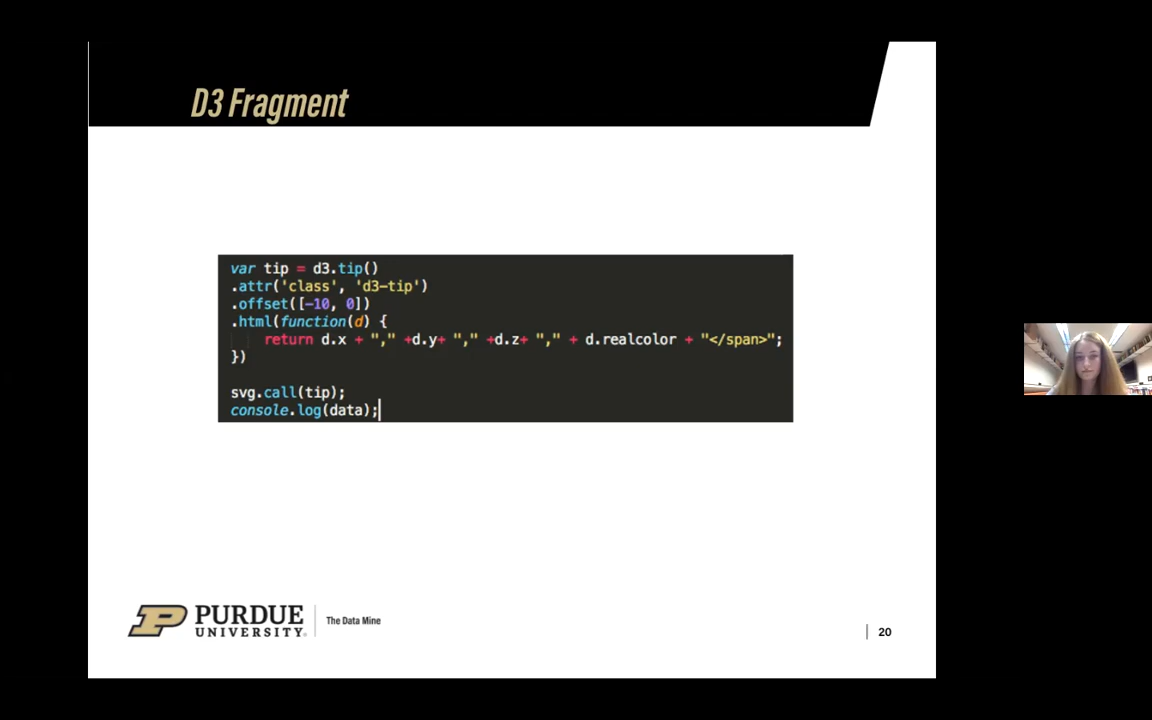 D3 Fragment
var tip = d3.tip()
.attr('class', 'd3-tip')
.offset([-10, 0])
.html(function(d) {
    return d.x + "," +d.y+ "," +d.z+ "," + d.realcolor + "</span>";
})
svg.call(tip);
console.log(data);
PURDUE UNIVERSITY®
The Data Mine
20